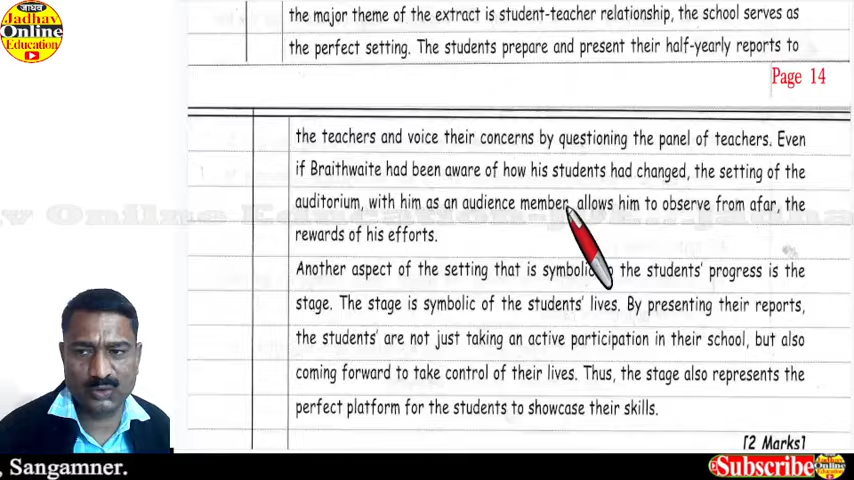 जाधव
Jadhav
Online
Education
the major theme of the extract is student-teacher relationship, the school serves as
the perfect setting. The students prepare and present their half-yearly reports to
Page 14
the teachers and voice their concerns by questioning the panel of teachers. Even
if Braithwaite had been aware of how his students had changed, the setting of the
auditorium, with him as an audience member, allows him to observe from afar, the
rewards of his efforts.
Another aspect of the setting that is symbolic the students' progress is the
stage. The stage is symbolic of the students' lives. By presenting their reports,
the students' are not just taking an active participation in their school, but also
coming forward to take control of their lives. Thus, the stage also represents the
perfect platform for the students to showcase their skills.
[2 Marks]
, Sangamner.
Subscribe
Jadhav
Online
Education